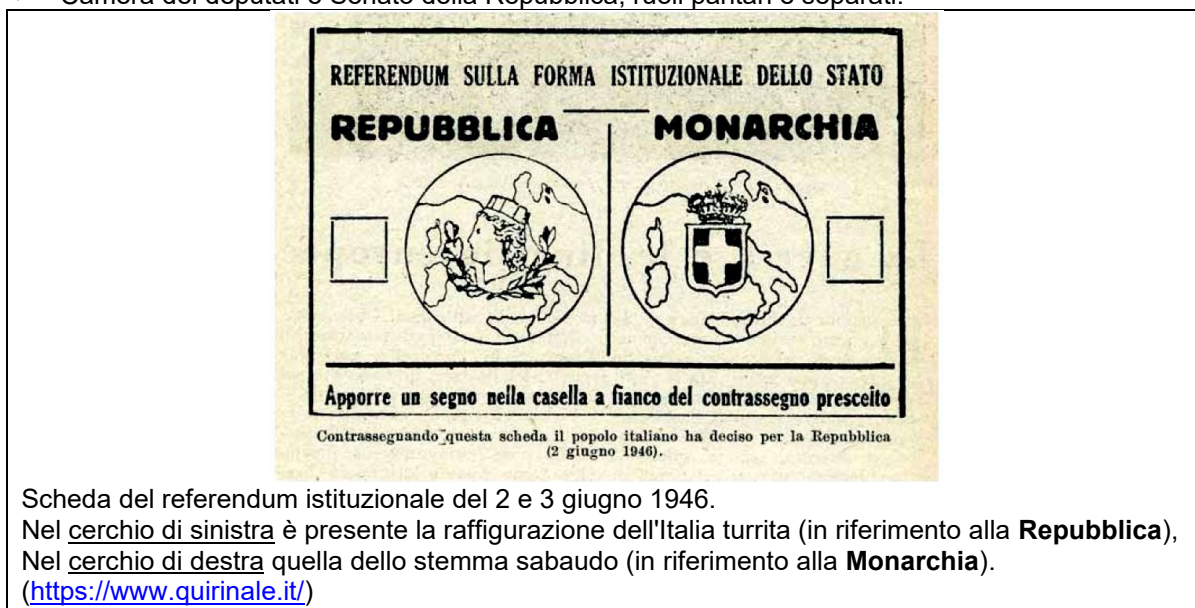 Camera dei deputati e Senato della Repubblica, ruoli paritari e separati.
REFERENDUM SULLA FORMA ISTITUZIONALE DELLO STATO
REPUBBLICA MONARCHIA
Apporre un segno nella casella a fianco del contrassegno prescelto
Contrassegnando questa scheda il popolo italiano ha deciso per la Repubblica
(2 giugno 1946).
Scheda del referendum istituzionale del 2 e 3 giugno 1946.
Nel cerchio di sinistra è presente la raffigurazione dell'Italia turrita (in riferimento alla Repubblica),
Nel cerchio di destra quella dello stemma sabaudo (in riferimento alla Monarchia).
(https://www.quirinale.it/)